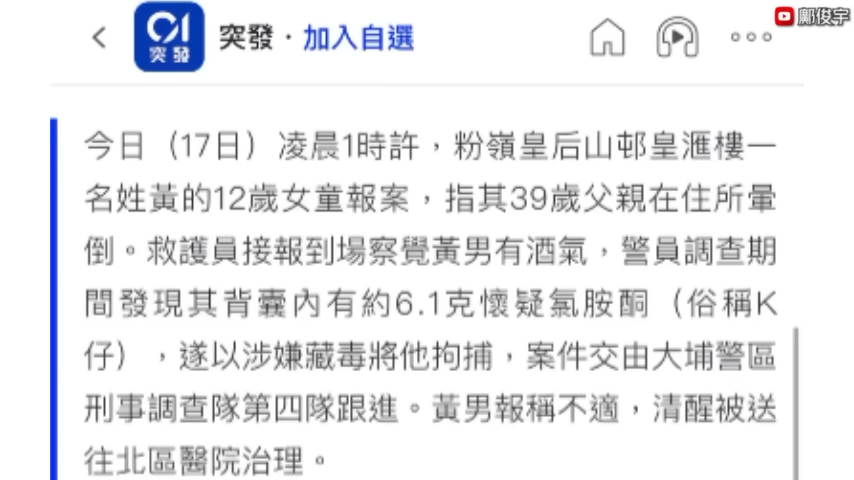 鄺俊宇
01
突發
突發·加入自選
今日（17日）凌晨1時許，粉嶺皇后山邨皇滙樓一
名姓黃的12歲女童報案，指其39歲父親在住所暈
倒。救護員接報到場察覺黃男有酒氣，警員調查期
間發現其背囊內有約6.1克懷疑氯胺酮（俗稱K
仔），遂以涉嫌藏毒將他拘捕，案件交由大埔警區
刑事調查隊第四隊跟進。黃男報稱不適，清醒被送
往北區醫院治理。